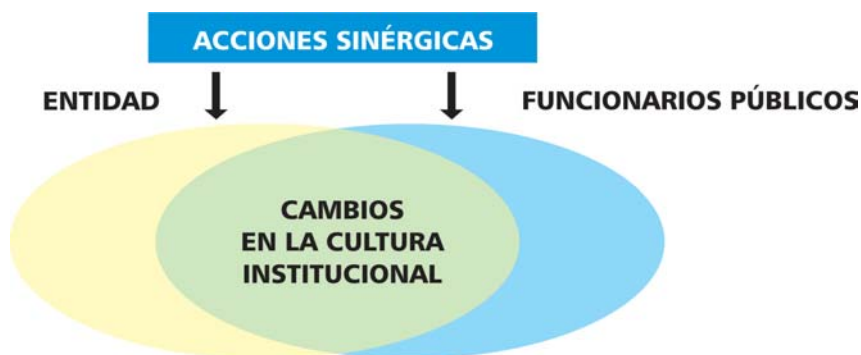 ACCIONES SINÉRGICAS
ENTIDAD
FUNCIONARIOS PÚBLICOS
CAMBIOS
EN LA CULTURA
INSTITUCIONAL